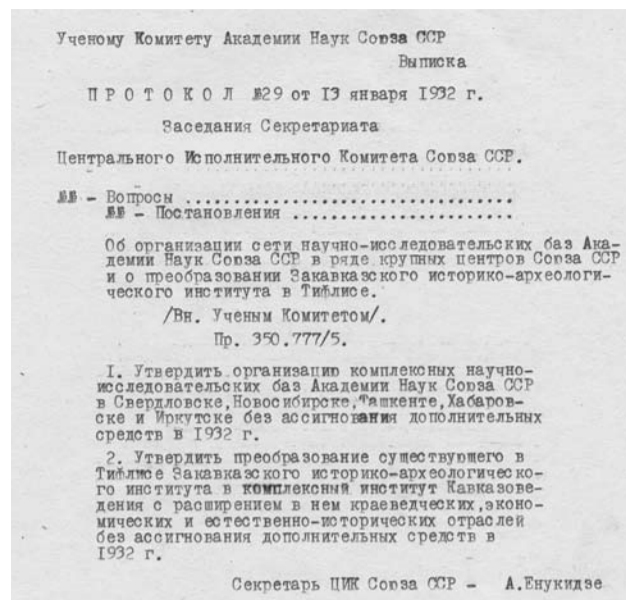 Ученому Комитету Академии Наук Союза ССР
Выписка
П Р О Т О К О Л №29 от I3 января I932 г.
Заседания Секретариата
Центрального Исполнительного Комитета Союза ССР.
№№ - Вопросы ..................................
№№ - Постановления .......................
Об организации сети научно-исследовательских баз Ака-
демии Наук Союза ССР в ряде крупных центров Союза ССР
и о преобразовании Закавказского историко-археологи-
ческого института в Тифлисе.
/Вн. Ученым Комитетом/.
Пр. 350.777/5.
I. Утвердить организацию комплексных научно-
исследовательских баз Академии Наук Союза ССР
в Свердловске,Новосибирске,Ташкенте,Хабаров-
ске и Иркутске без ассигнования дополнительных
средств в I932 г.
2. Утвердить преобразование существующего в
Тифлисе Закавказского историко-археологическо-
го института в комплексный институт Кавказове-
дения с расширением в нем краеведческих,эконо-
мических и естественно-исторических отраслей
без ассигнования дополнительных средств в
I932 г.
Секретарь ЦИК Союза ССР - А.Енукидзе